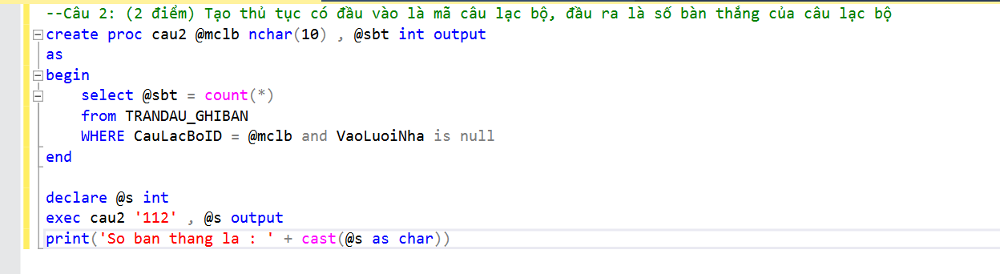 --Câu 2: (2 điểm) Tạo thủ tục có đầu vào là mã câu lạc bộ, đầu ra là số bàn thắng của câu lạc bộ
create proc cau2 @mclb nchar(10) , @sbt int output
as
begin
select @sbt = count(*)
from TRANDAU_GHIBAN
WHERE CauLacBoID = @mclb and VaoLuoiNha is null
end
declare @s int
exec cau2 '112' , @s output
print('So ban thang la : ' + cast(@s as char))